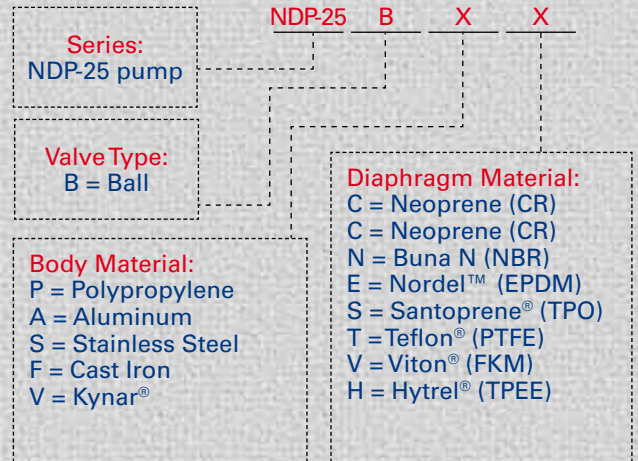 NDP-25 B X X
Series:
NDP-25 pump
Valve Type:
B = Ball
Body Material:
P = Polypropylene
A = Aluminum
S = Stainless Steel
F = Cast Iron
V = Kynar®
Diaphragm Material:
C = Neoprene (CR)
C = Neoprene (CR)
N = Buna N (NBR)
E = Nordel™ (EPDM)
S = Santoprene® (TPO)
T = Teflon® (PTFE)
V = Viton® (FKM)
H = Hytrel® (TPEE)